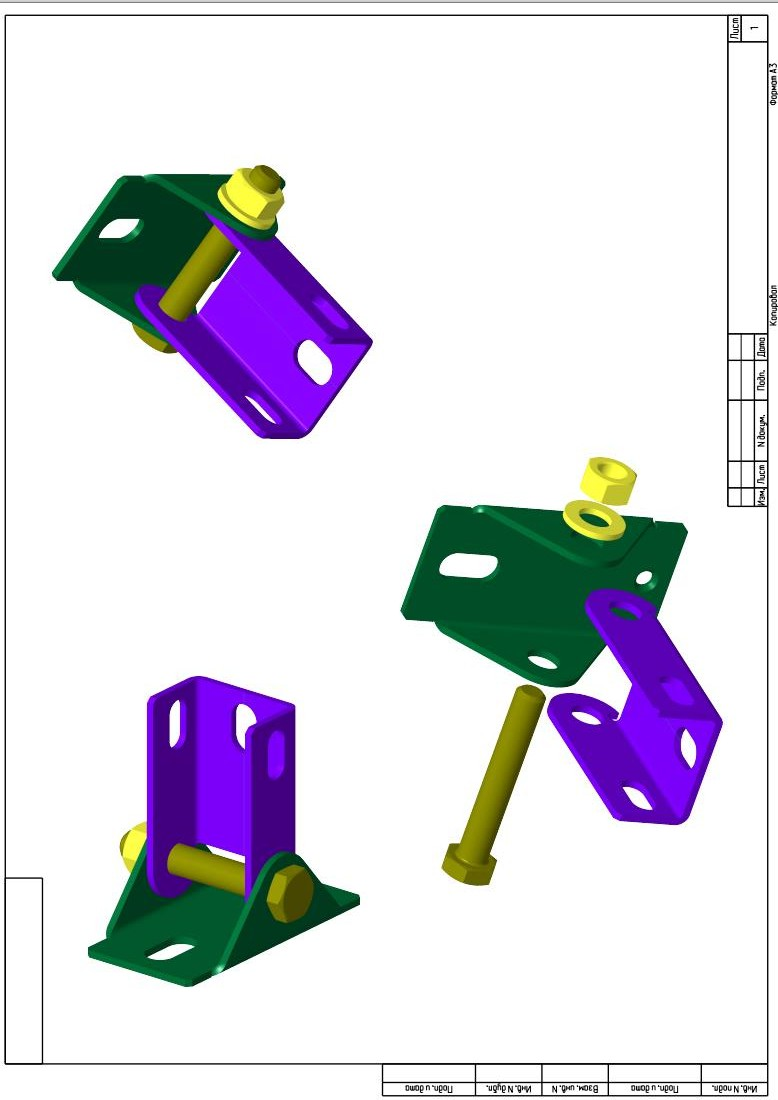 Лист
1
Формат А3
Копировал
Изм.
Лист
N докум.
Подп.
Дата
Подп. и дата
Инв. N дубл.
Взам. инв. N
Подп. и дата
Инв. N подл.